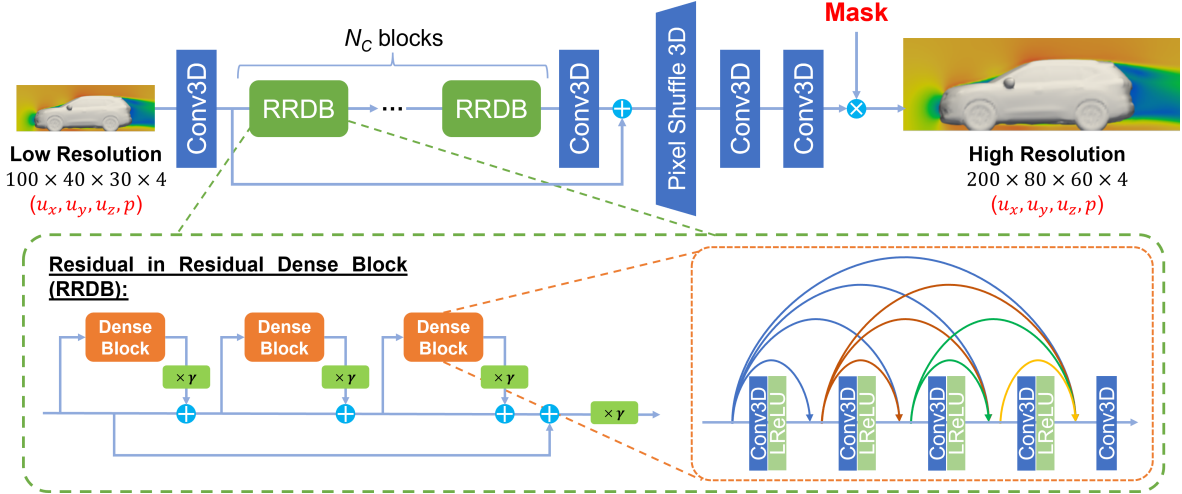 Mask
N_C blocks
Conv3D
RRDB
...
RRDB
Conv3D
Pixel Shuffle 3D
Conv3D
Conv3D
Low Resolution
100 × 40 × 30 × 4
(u_x, u_y, u_z, p)
High Resolution
200 × 80 × 60 × 4
(u_x, u_y, u_z, p)
Residual in Residual Dense Block
(RRDB):
Dense
Block
× γ
Dense
Block
× γ
Dense
Block
× γ
× γ
Conv3D
LReLU
Conv3D
LReLU
Conv3D
LReLU
Conv3D
LReLU
Conv3D